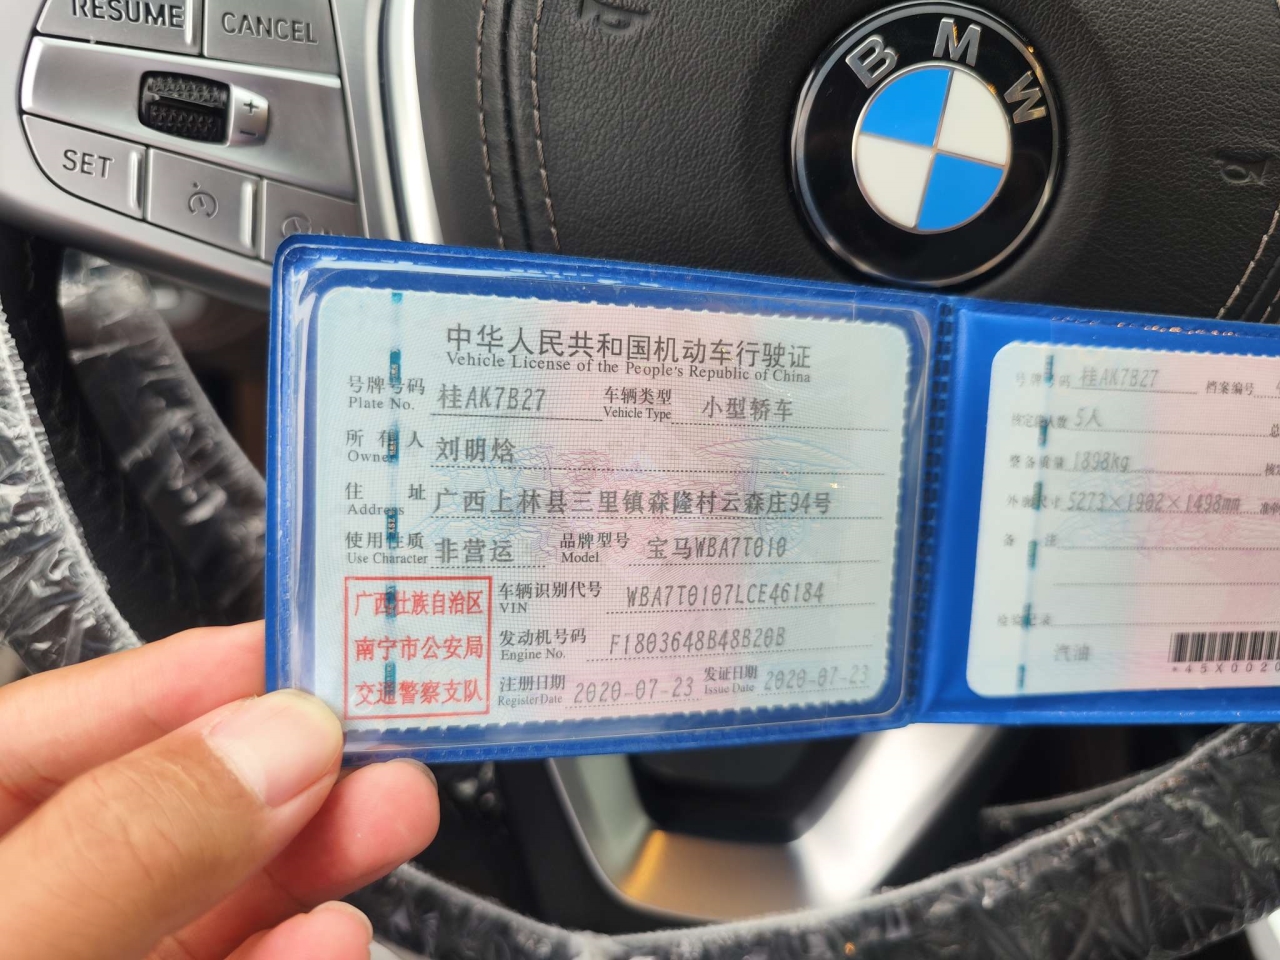 RESUME
CANCEL
+
−
SET
BMW
中华人民共和国机动车行驶证
Vehicle License of the People's Republic of China
号牌号码 桂AK7B27 车辆类型 小型轿车
Plate No. Vehicle Type
所有人 刘明焓
Owner
住址 广西上林县三里镇森隆村云森庄94号
Address
使用性质 非营运 品牌型号 宝马WBA7T010
Use Character Model
广西壮族自治区
南宁市公安局
交通警察支队
车辆识别代号 WBA7T0107LCE46184
VIN
发动机号码 F1803648B48B20B
Engine No.
注册日期 2020-07-23 发证日期 2020-07-23
Register Date Issue Date
号牌号码 桂AK7B27 档案编号
核定载人数 5人 总
整备质量 1898kg 核
外廓尺寸 5273×1902×1498mm 准牵
备注
检验记录
汽油
*45X002